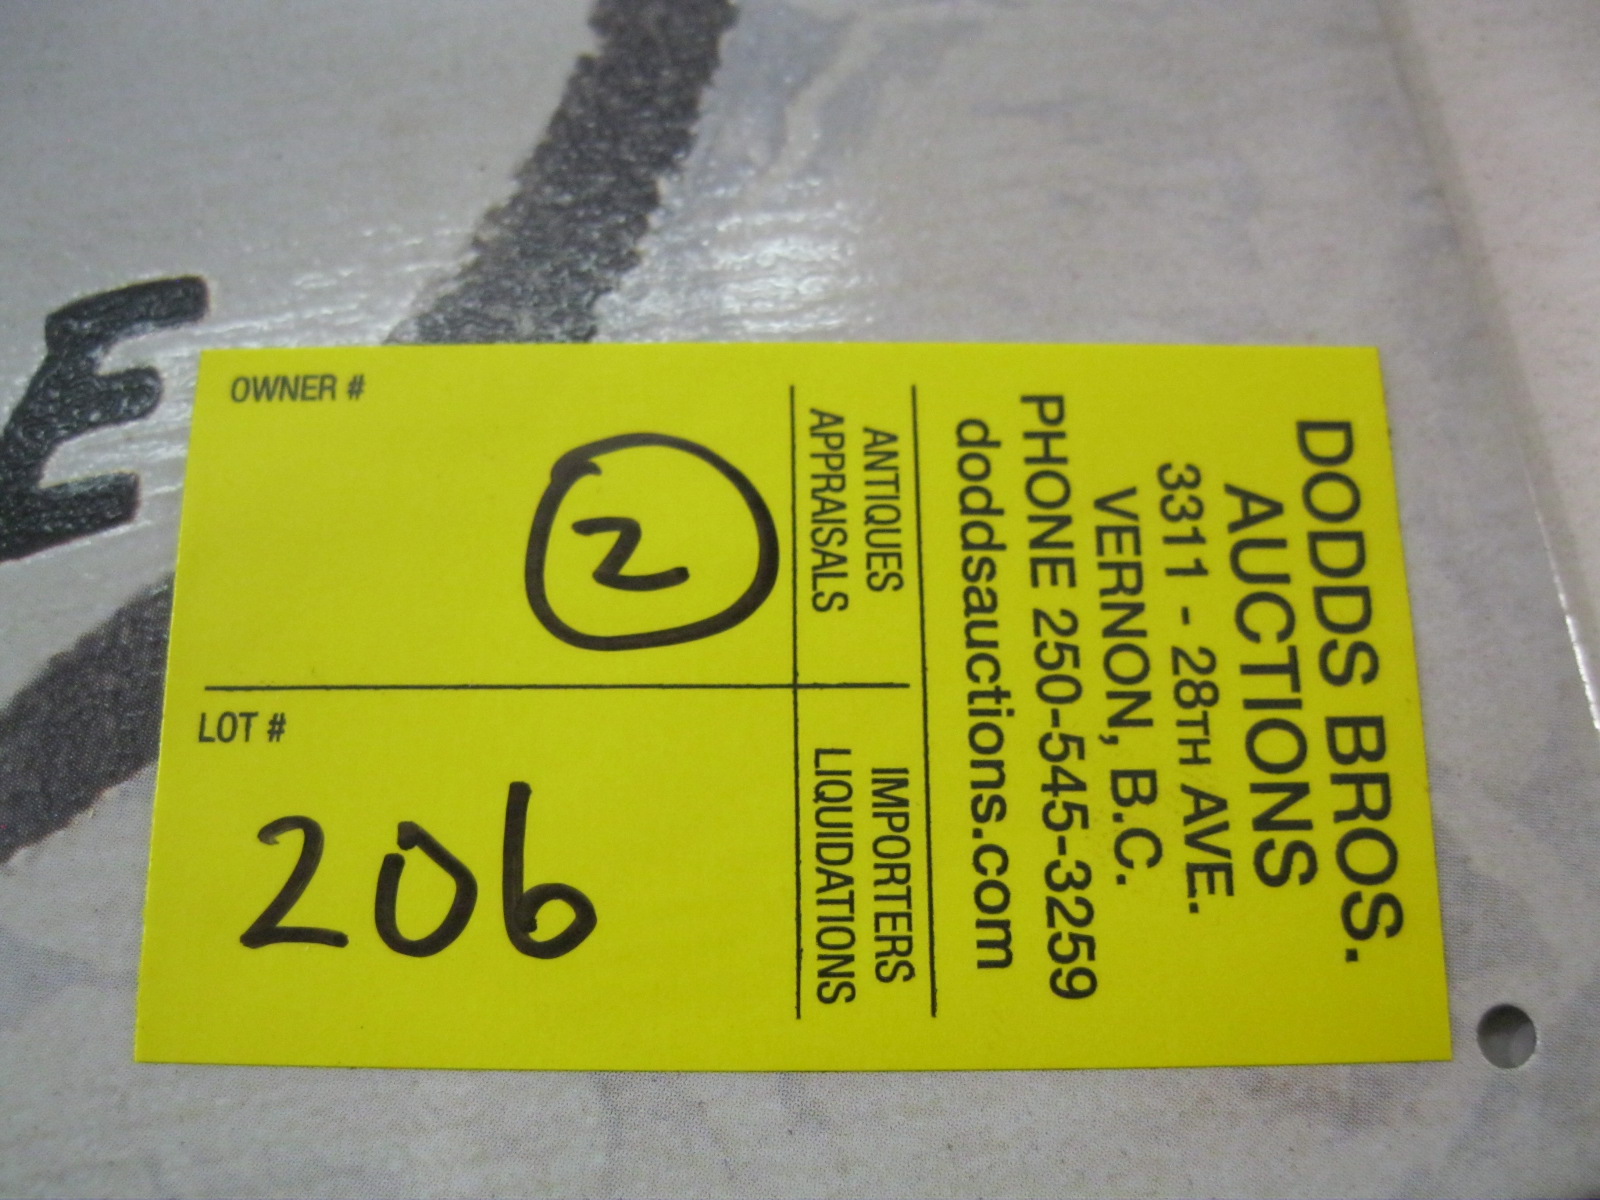 E
DODDS BROS.
AUCTIONS
3311 - 28TH AVE.
VERNON, B.C.
PHONE 250-545-3259
doddsauctions.com
ANTIQUES
APPRAISALS
IMPORTERS
LIQUIDATIONS
OWNER #
2
LOT #
206